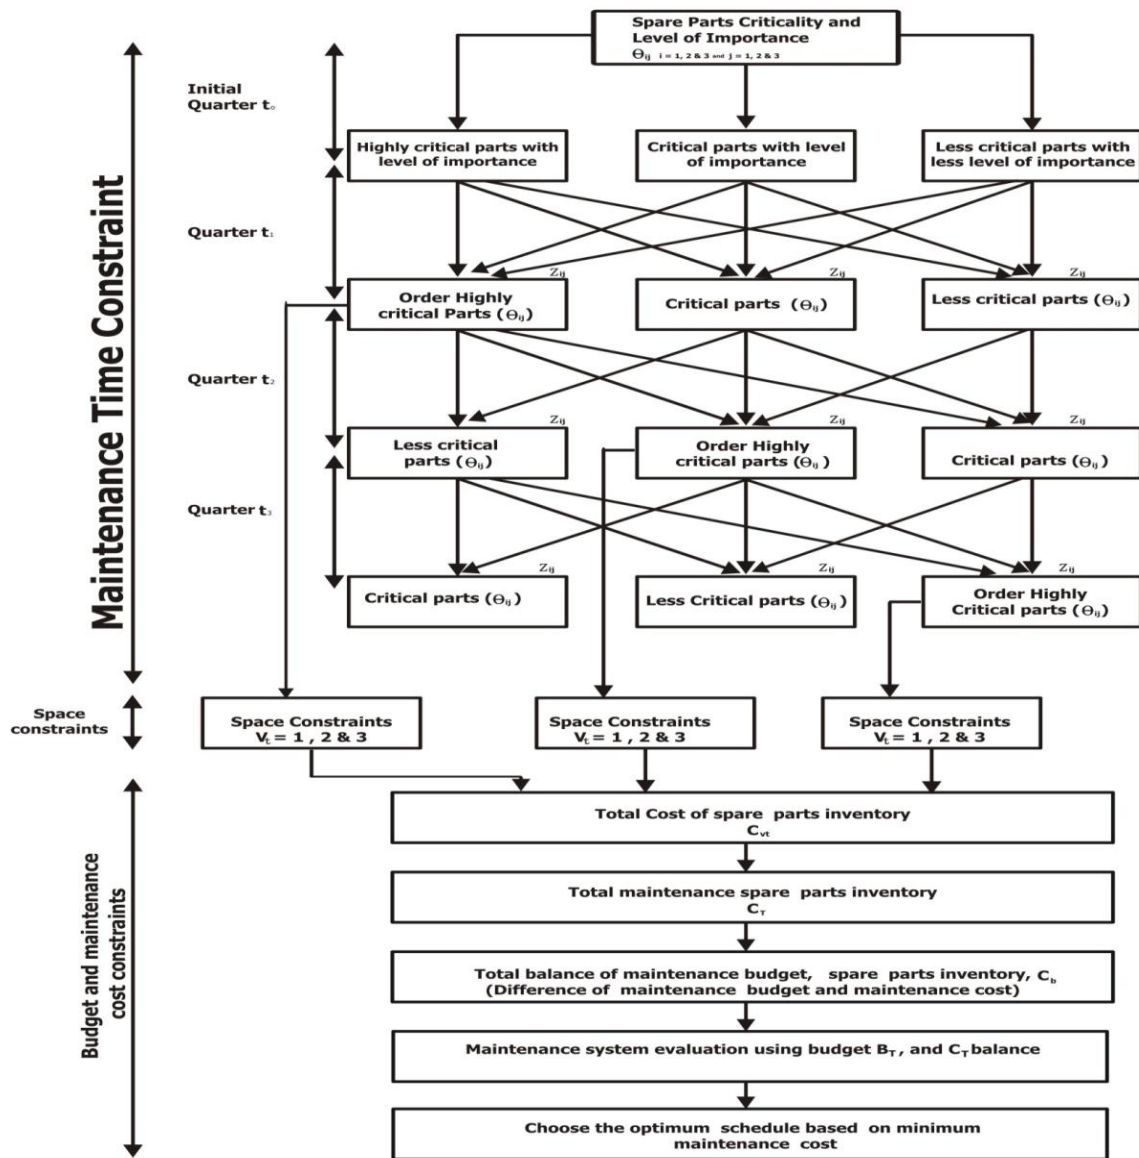 Spare Parts Criticality and
Level of Importance
Θij i = 1, 2 & 3 and j = 1, 2 & 3
Initial
Quarter t₀
Highly critical parts with
level of importance
Critical parts with level
of importance
Less critical parts with
less level of importance
Maintenance Time Constraint
Quarter t₁
Zij
Zij
Zij
Order Highly
critical Parts (Θij)
Critical parts (Θij)
Less critical parts (Θij)
Quarter t₂
Zij
Zij
Zij
Less critical
parts (Θij)
Order Highly
critical parts (Θij)
Critical parts (Θij)
Quarter t₃
Zij
Zij
Zij
Critical parts (Θij)
Less Critical parts (Θij)
Order Highly
Critical parts (Θij)
Space
constraints
Space Constraints
Vt = 1 , 2 & 3
Space Constraints
Vt = 1 , 2 & 3
Space Constraints
Vt = 1 , 2 & 3
Budget and maintenance
cost constraints
Total Cost of spare parts inventory
Cvt
Total maintenance spare parts inventory
CT
Total balance of maintenance budget, spare parts inventory, Cb
(Difference of maintenance budget and maintenance cost)
Maintenance system evaluation using budget BT, and CT balance
Choose the optimum schedule based on minimum
maintenance cost